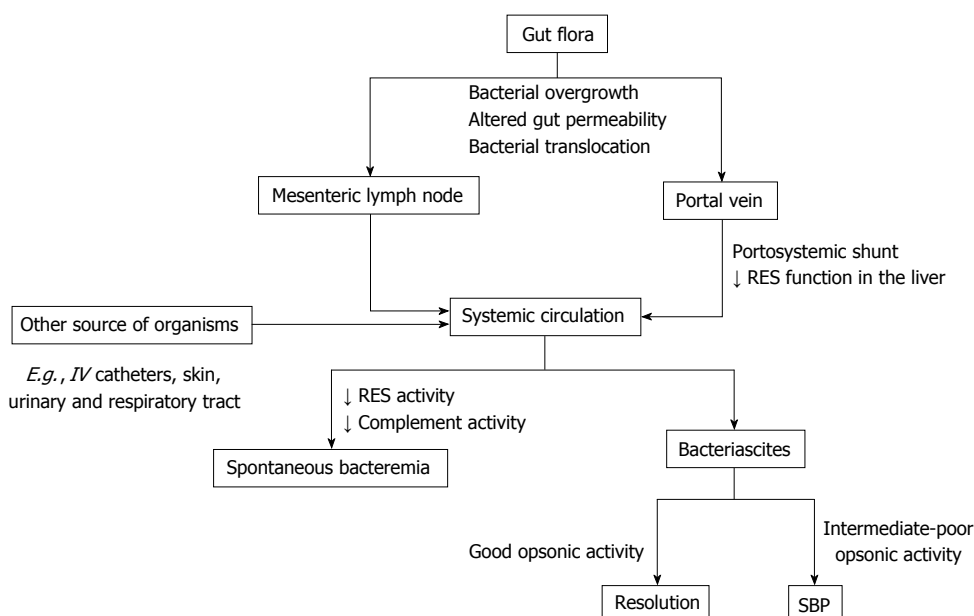 Gut flora
Bacterial overgrowth
Altered gut permeability
Bacterial translocation
Mesenteric lymph node
Portal vein
Portosystemic shunt
↓ RES function in the liver
Other source of organisms
Systemic circulation
E.g., IV catheters, skin,
urinary and respiratory tract
↓ RES activity
↓ Complement activity
Spontaneous bacteremia
Bacteriascites
Good opsonic activity
Intermediate-poor
opsonic activity
Resolution
SBP